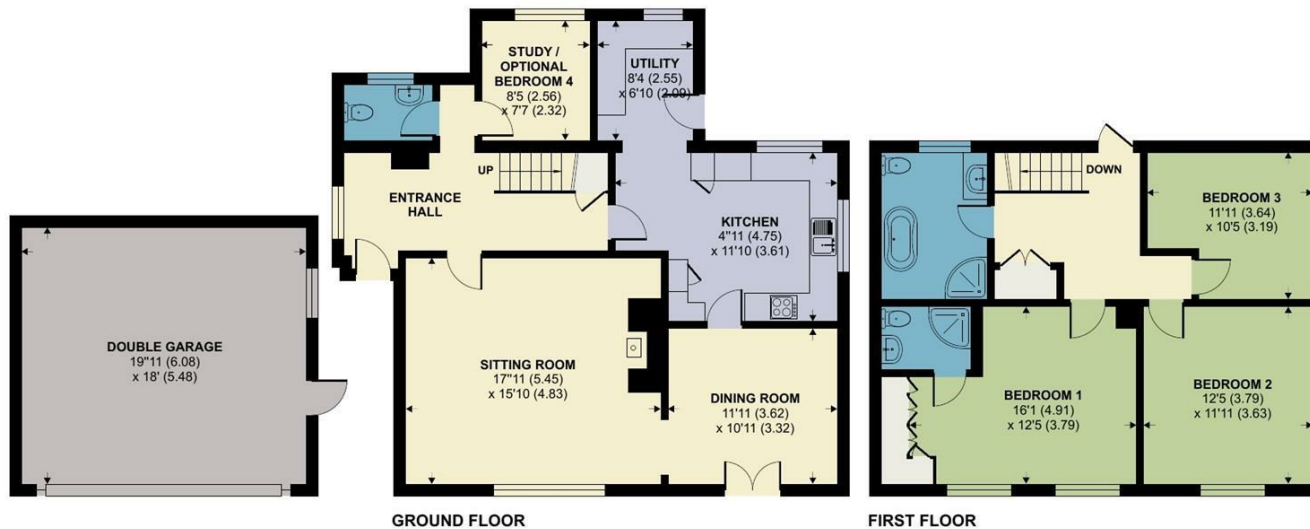 DOUBLE GARAGE
19"11 (6.08)
x 18' (5.48)
STUDY /
OPTIONAL
BEDROOM 4
8'5 (2.56)
x 7'7 (2.32)
UTILITY
8'4 (2.55)
x 6'10 (2.09)
UP
ENTRANCE
HALL
KITCHEN
4"11 (4.75)
x 11'10 (3.61)
SITTING ROOM
17"11 (5.45)
x 15'10 (4.83)
DINING ROOM
11'11 (3.62)
x 10'11 (3.32)
GROUND FLOOR
DOWN
BEDROOM 3
11'11 (3.64)
x 10'5 (3.19)
BEDROOM 1
16'1 (4.91)
x 12'5 (3.79)
BEDROOM 2
12'5 (3.79)
x 11'11 (3.63)
FIRST FLOOR